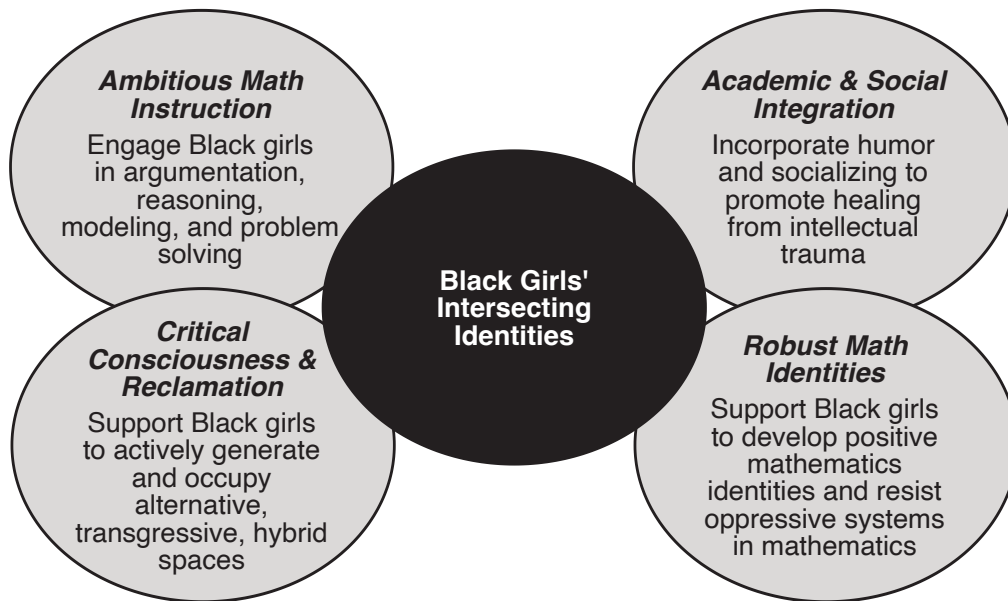 Ambitious Math
Instruction
Engage Black girls
in argumentation,
reasoning,
modeling, and problem
solving
Academic & Social
Integration
Incorporate humor
and socializing to
promote healing
from intellectual
trauma
Black Girls'
Intersecting
Identities
Critical
Consciousness &
Reclamation
Support Black girls
to actively generate
and occupy
alternative,
transgressive, hybrid
spaces
Robust Math
Identities
Support Black girls
to develop positive
mathematics
identities and resist
oppressive systems
in mathematics